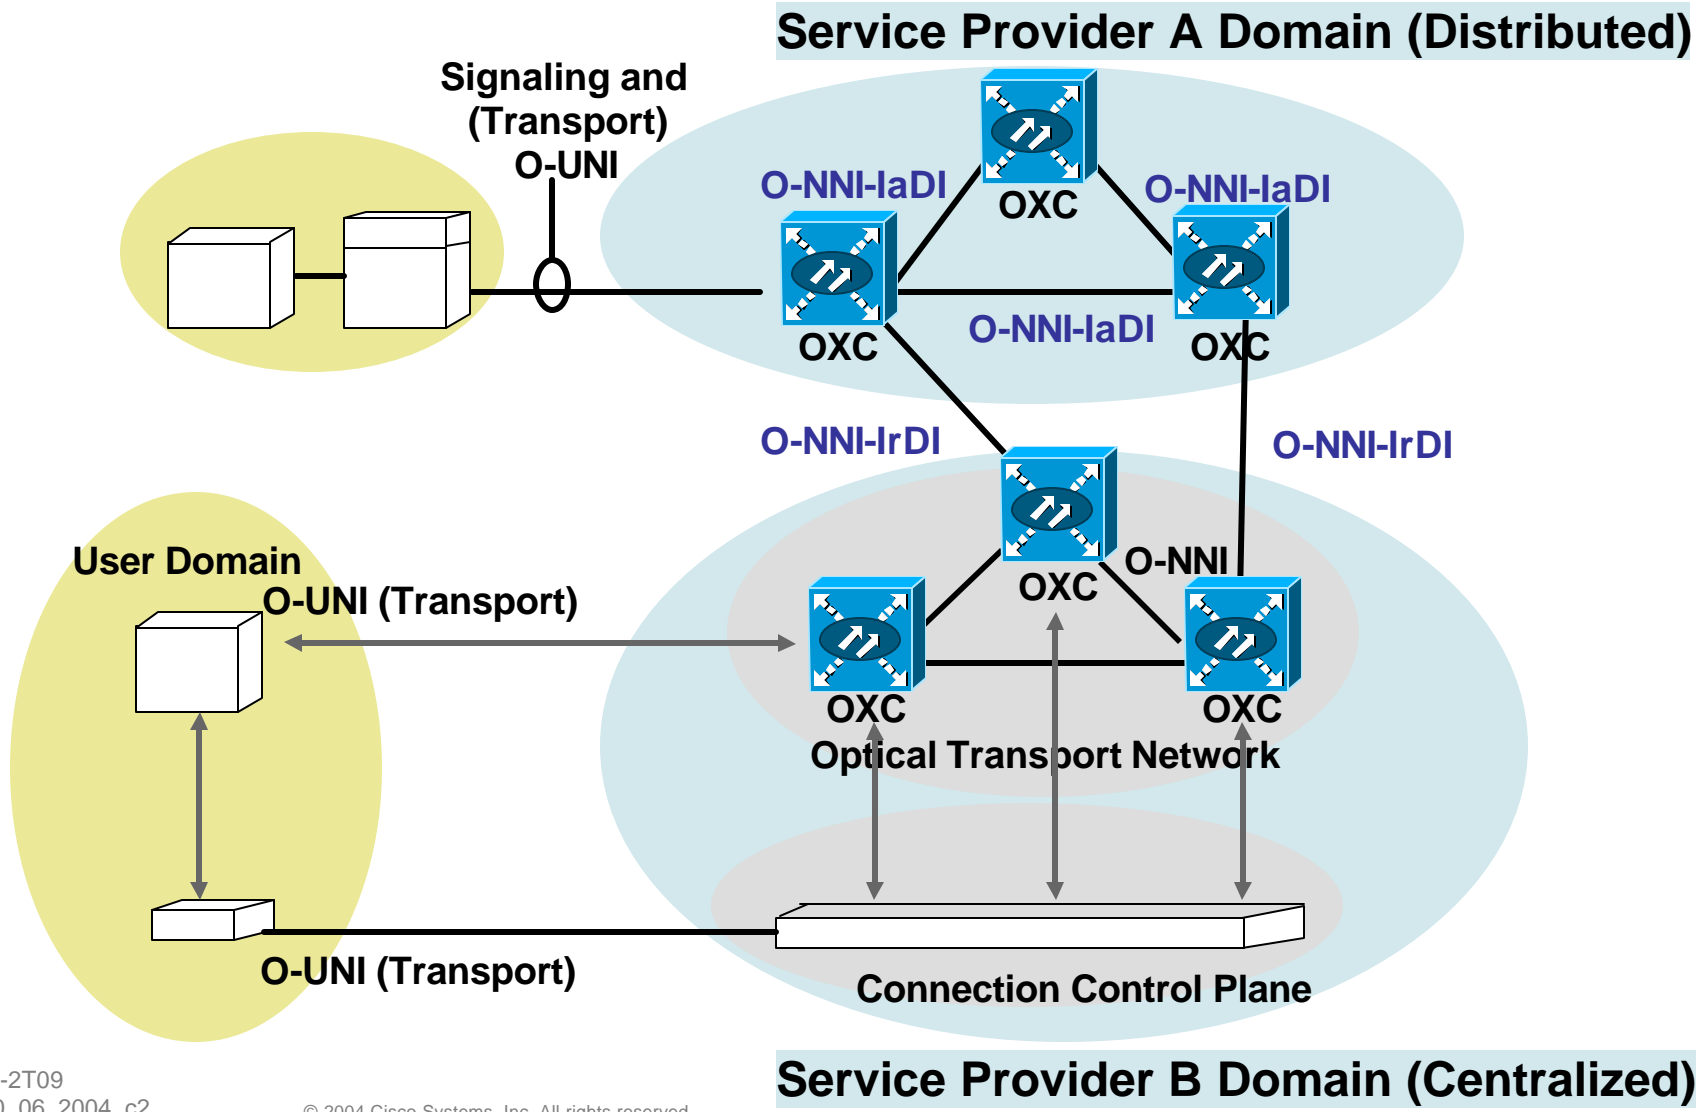 Service Provider A Domain (Distributed)
Signaling and
(Transport)
O-UNI
O-NNI-IaDI
O-NNI-IaDI
OXC
O-NNI-IaDI
OXC
OXC
O-NNI-IrDI
O-NNI-IrDI
User Domain
O-UNI (Transport)
O-NNI
OXC
OXC
OXC
Optical Transport Network
O-UNI (Transport)
Connection Control Plane
Service Provider B Domain (Centralized)
-2T09
06_2004_c2
© 2004 Cisco Systems, Inc. All rights reserved.